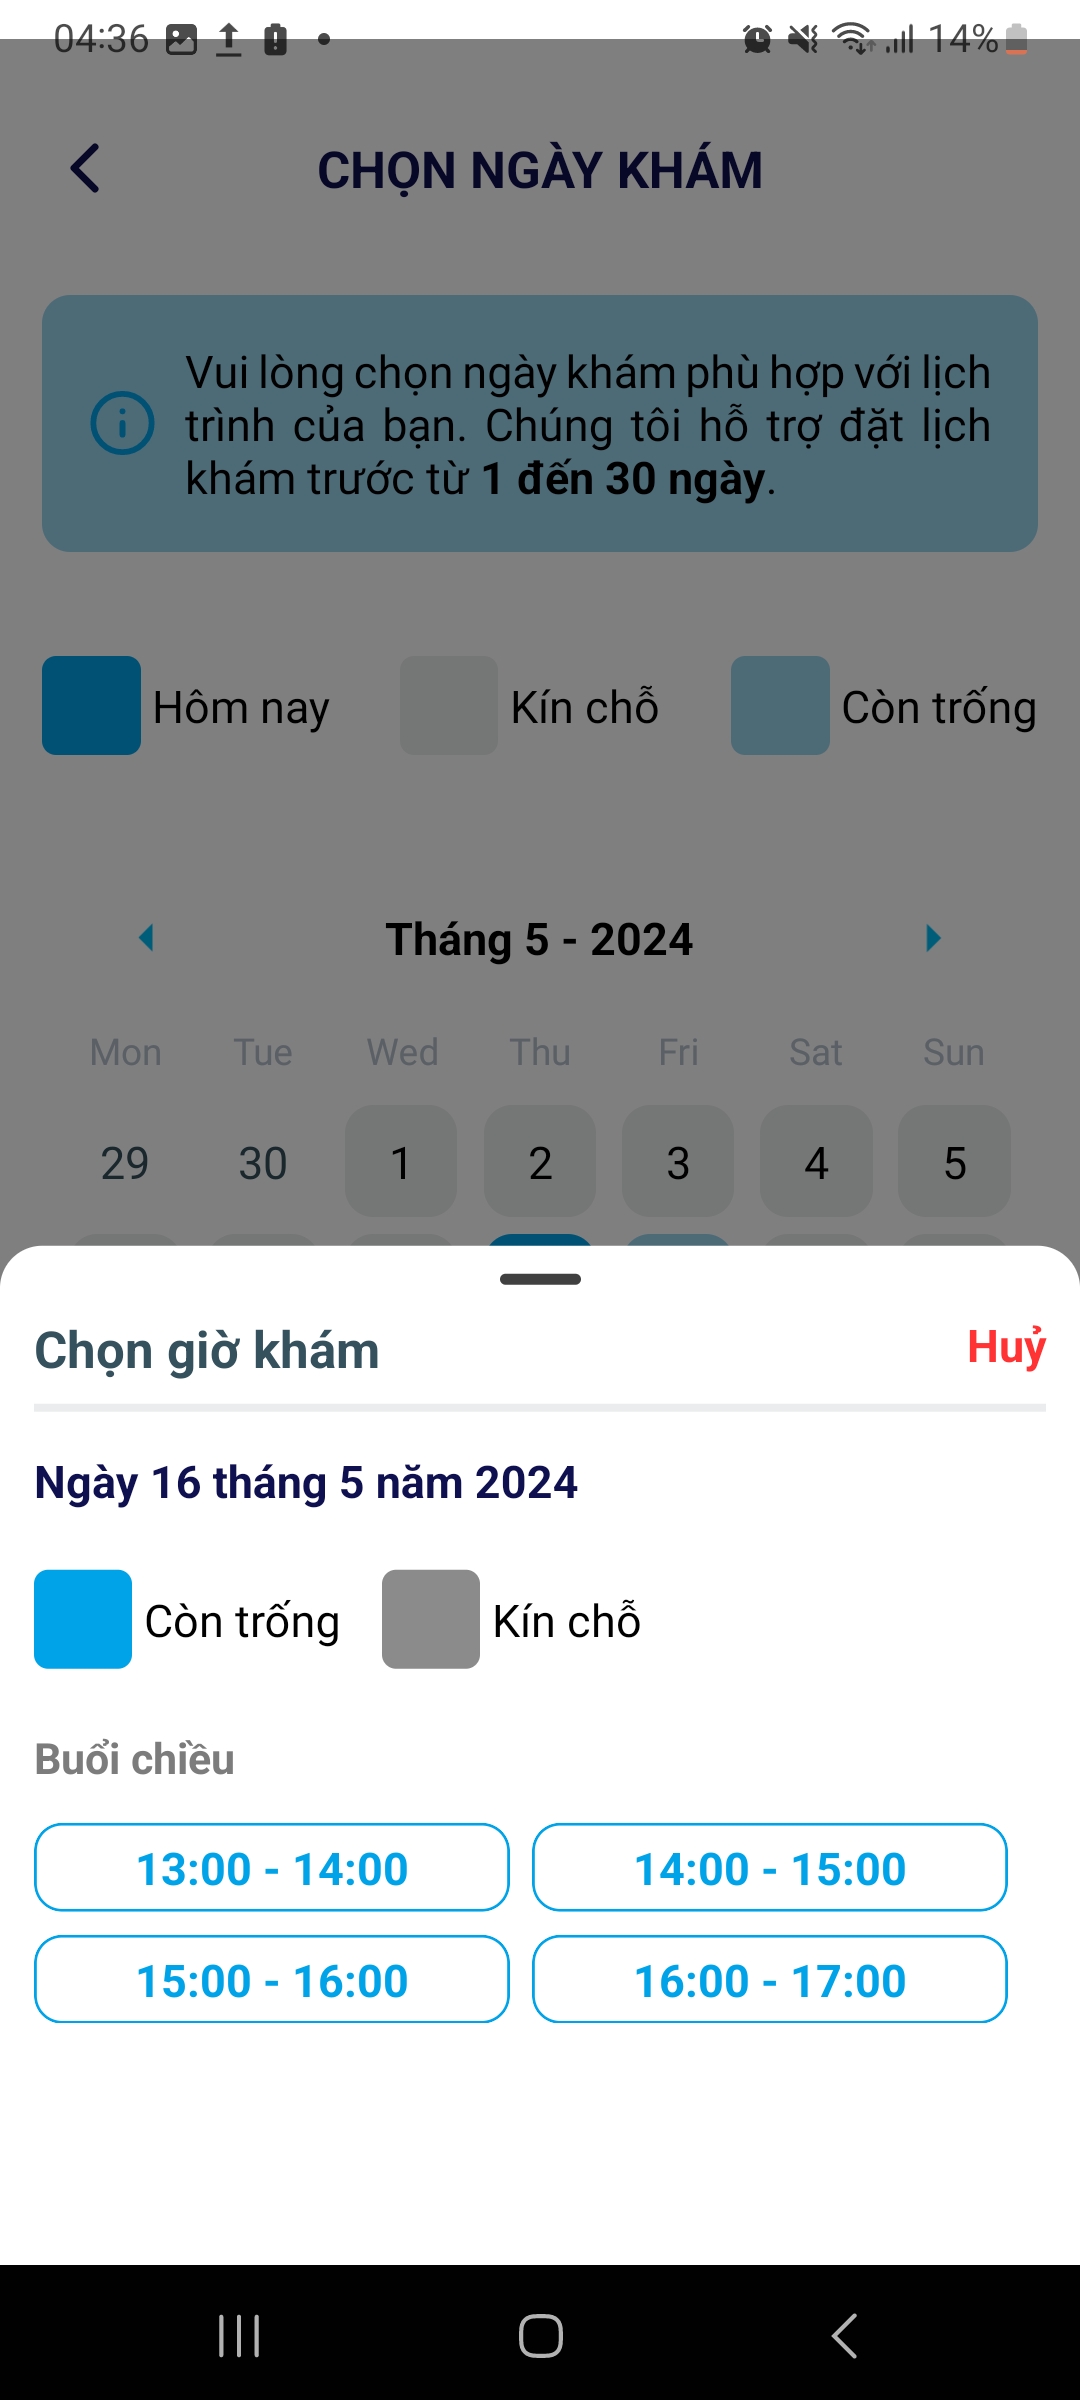 04:36
14%
CHỌN NGÀY KHÁM
Vui lòng chọn ngày khám phù hợp với lịch
trình của bạn. Chúng tôi hỗ trợ đặt lịch
khám trước từ 1 đến 30 ngày.
Hôm nay Kín chỗ Còn trống
Tháng 5 - 2024
Mon Tue Wed Thu Fri Sat Sun
29 30 1 2 3 4 5
Chọn giờ khám
Huỷ
Ngày 16 tháng 5 năm 2024
Còn trống Kín chỗ
Buổi chiều
13:00 - 14:00 14:00 - 15:00
15:00 - 16:00 16:00 - 17:00